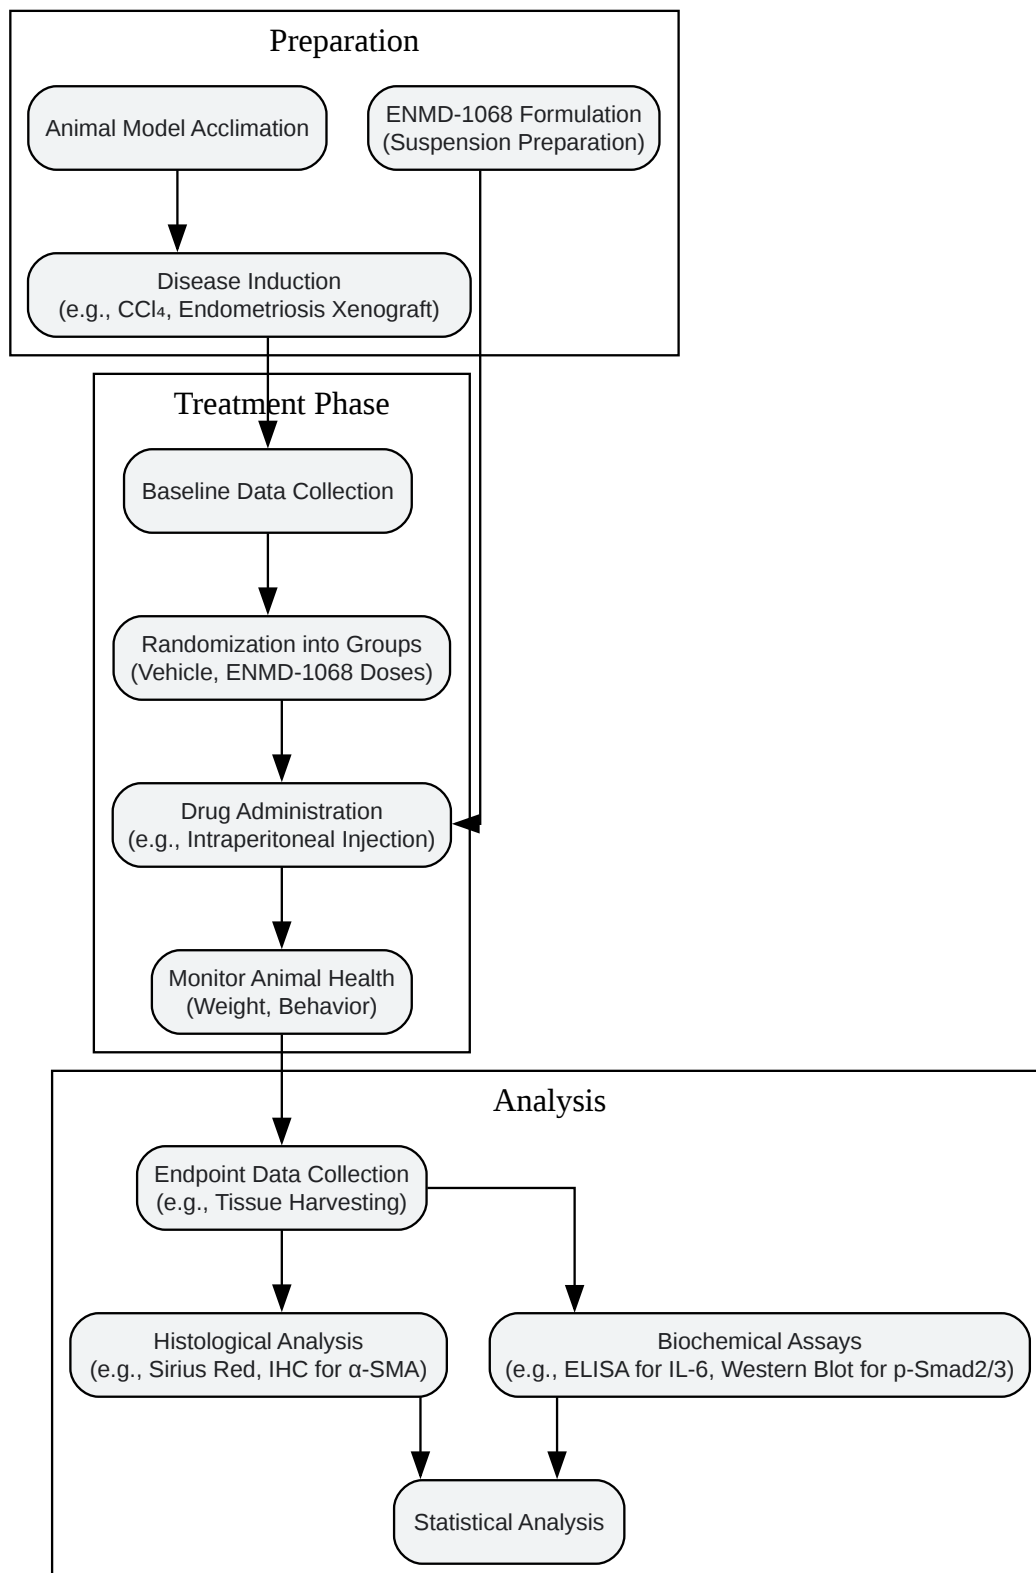 Preparation
Animal Model Acclimation
ENMD-1068 Formulation
(Suspension Preparation)
Disease Induction
(e.g., CCl₄, Endometriosis Xenograft)
Treatment Phase
Baseline Data Collection
Randomization into Groups
(Vehicle, ENMD-1068 Doses)
Drug Administration
(e.g., Intraperitoneal Injection)
Monitor Animal Health
(Weight, Behavior)
Analysis
Endpoint Data Collection
(e.g., Tissue Harvesting)
Histological Analysis
(e.g., Sirius Red, IHC for α-SMA)
Biochemical Assays
(e.g., ELISA for IL-6, Western Blot for p-Smad2/3)
Statistical Analysis